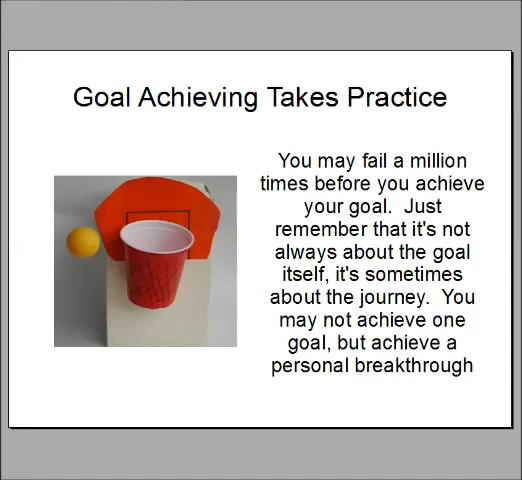 Goal Achieving Takes Practice
You may fail a million
times before you achieve
your goal.  Just
remember that it's not
always about the goal
itself, it's sometimes
about the journey.  You
may not achieve one
goal, but achieve a
personal breakthrough